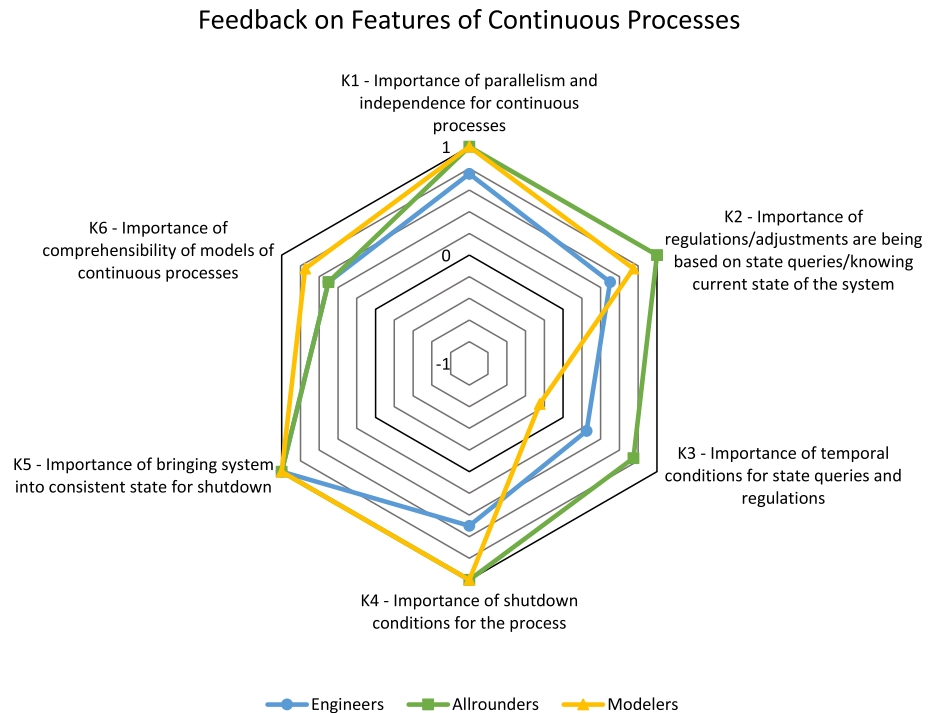 Feedback on Features of Continuous Processes
K1 - Importance of parallelism and
independence for continuous
processes
1
K2 - Importance of
regulations/adjustments are being
based on state queries/knowing
current state of the system
K6 - Importance of
comprehensibility of models of
continuous processes
0
-1
K3 - Importance of temporal
conditions for state queries and
regulations
K5 - Importance of bringing system
into consistent state for shutdown
K4 - Importance of shutdown
conditions for the process
Engineers Allrounders Modelers